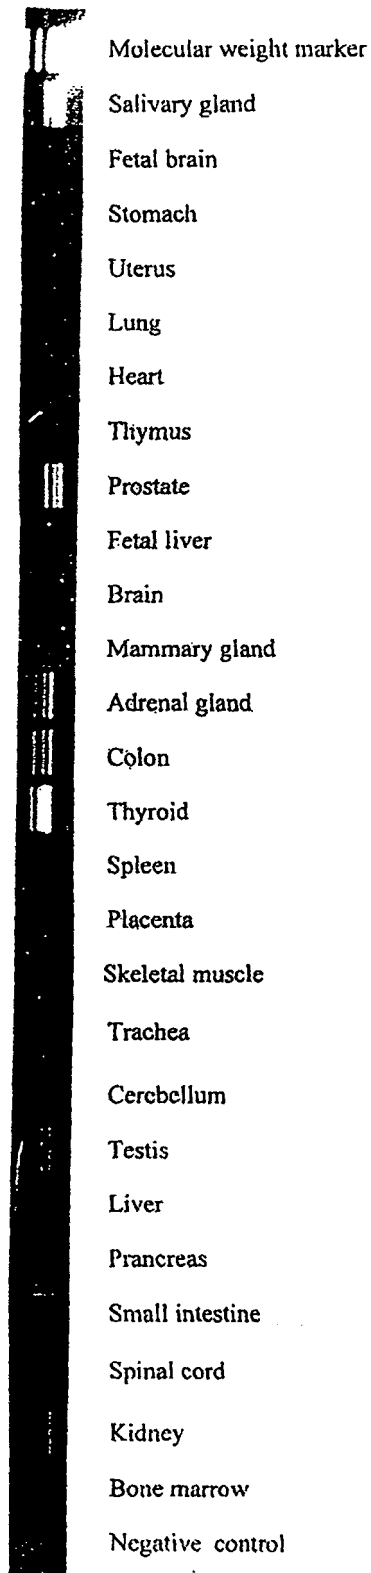 Molecular weight marker
Salivary gland
Fetal brain
Stomach
Uterus
Lung
Heart
Thymus
Prostate
Fetal liver
Brain
Mammary gland
Adrenal gland
Colon
Thyroid
Spleen
Placenta
Skeletal muscle
Trachea
Cerebellum
Testis
Liver
Prancreas
Small intestine
Spinal cord
Kidney
Bone marrow
Negative control